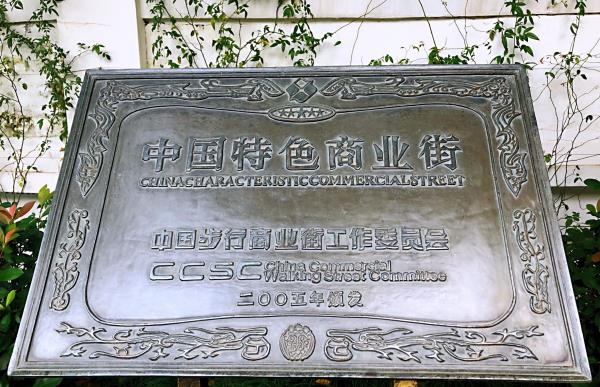 中国特色商业街
CHINACHARACTERISTICCOMMERCIALSTREET
中国步行商业街工作委员会
CCSC China Commercial Walking Street Committee
二〇〇五年颁发